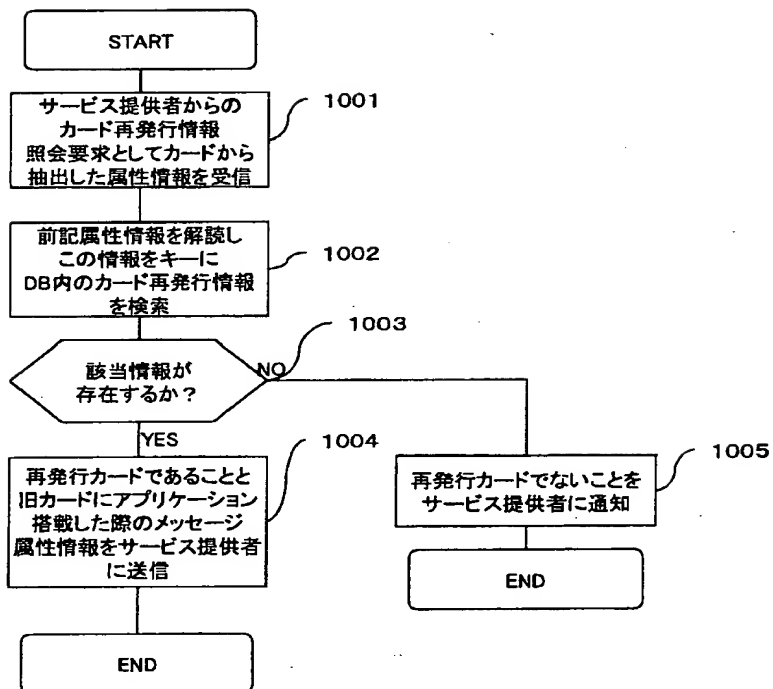 START
サービス提供者からの
カード再発行情報
照会要求としてカードから
抽出した属性情報を受信
1001
前記属性情報を解読し
この情報をキーに
DB内のカード再発行情報
を検索
1002
1003
該当情報が
存在するか？
NO
YES
再発行カードであることと
旧カードにアプリケーション
搭載した際のメッセージ
属性情報をサービス提供者
に送信
1004
再発行カードでないことを
サービス提供者に通知
1005
END
END